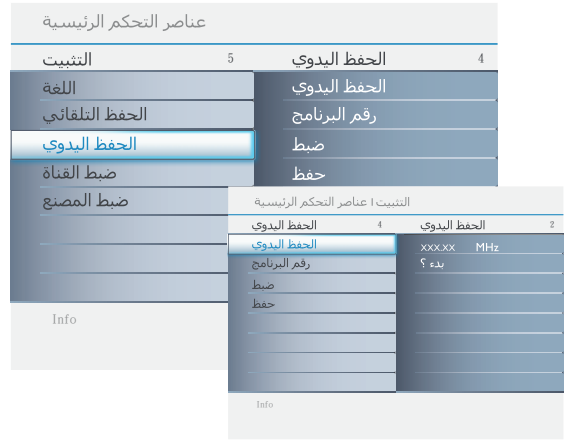 عناصر التحكم الرئيسية
التثبيت 5 الحفظ اليدوي 4
اللغة الحفظ اليدوي
الحفظ التلقائي رقم البرنامج
الحفظ اليدوي ضبط
ضبط القناة حفظ
ضبط المصنع
Info
التثبيت ا عناصر التحكم الرئيسية
الحفظ اليدوي 4 الحفظ اليدوي 2
الحفظ اليدوي xxx.xx MHz
رقم البرنامج بدء ؟
ضبط
حفظ
Info